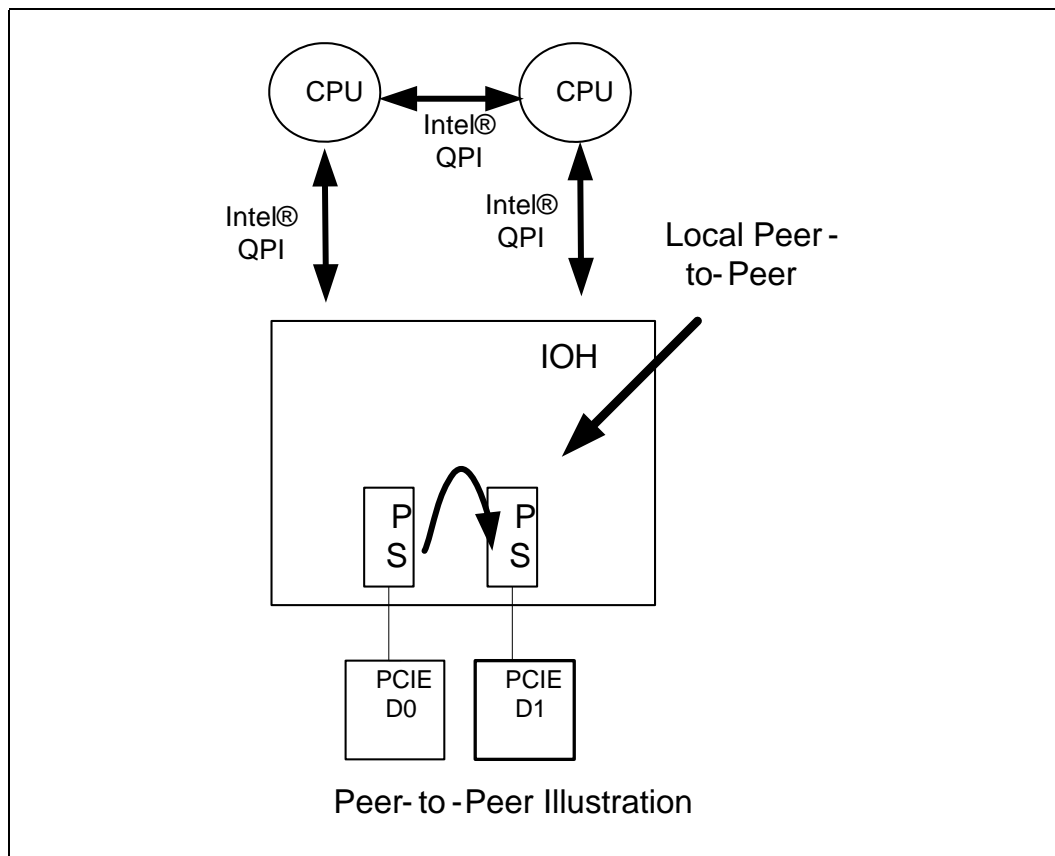 CPU
CPU
Intel®
QPI
Intel®
QPI
Intel®
QPI
Local Peer -
to- Peer
IOH
P
S
P
S
PCIE
D0
PCIE
D1
Peer- to -Peer Illustration